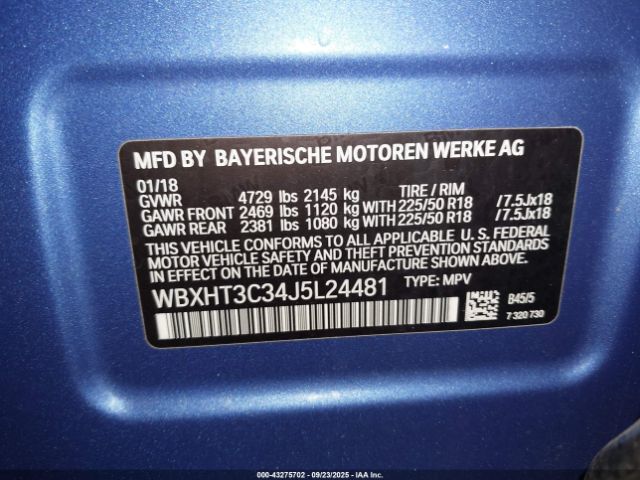 MFD BY BAYERISCHE MOTOREN WERKE AG
01/18
GVWR 4729 lbs 2145 kg TIRE / RIM
GAWR FRONT 2469 lbs 1120 kg WITH 225/50 R18 /7.5Jx18
GAWR REAR 2381 lbs 1080 kg WITH 225/50 R18 /7.5Jx18
THIS VEHICLE CONFORMS TO ALL APPLICABLE U.S. FEDERAL
MOTOR VEHICLE SAFETY, BUMPER, AND THEFT PREVENTION
STANDARDS IN EFFECT ON THE DATE OF MANUFACTURE SHOWN ABOVE.
WBXHT3C34J5L24481 TYPE: MPV
B45/5
7 320 730
000-43275702 - 09/23/2025 - IAAI.com